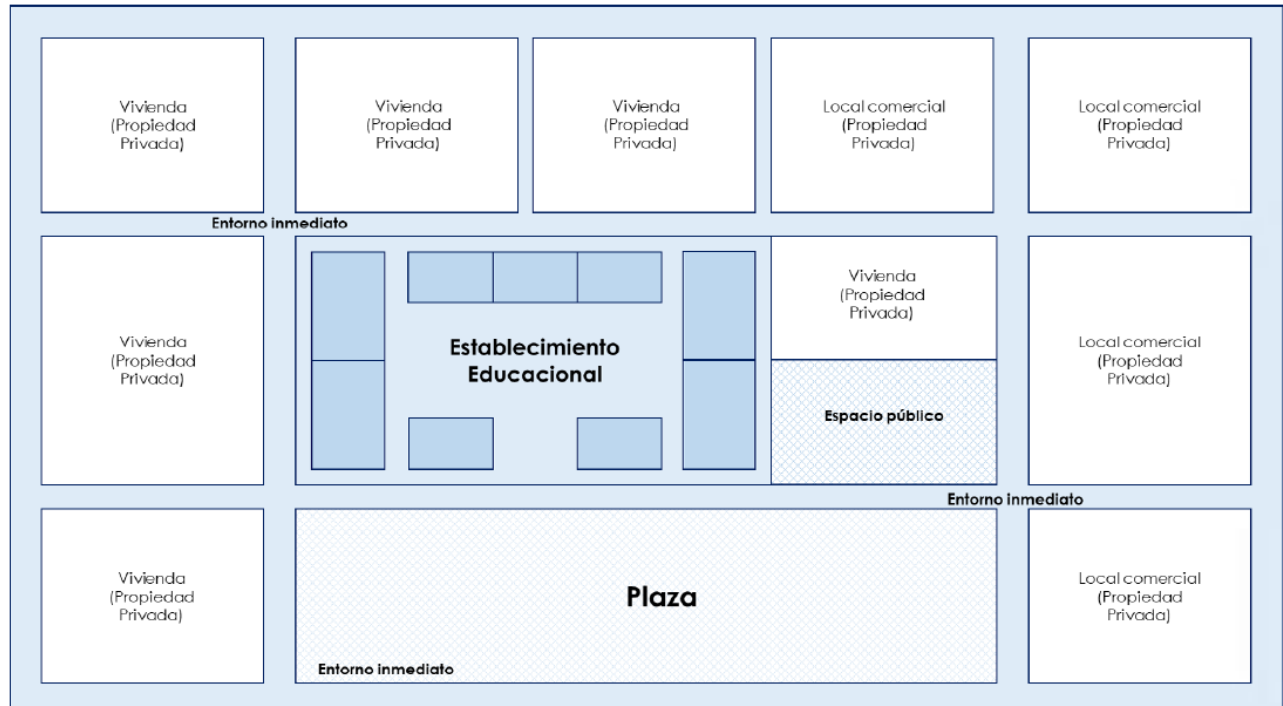 Vivienda
(Propiedad
Privada)
Vivienda
(Propiedad
Privada)
Vivienda
(Propiedad
Privada)
Local comercial
(Propiedad
Privada)
Local comercial
(Propiedad
Privada)
Entorno inmediato
Vivienda
(Propiedad
Privada)
Establecimiento
Educacional
Vivienda
(Propiedad
Privada)
Espacio público
Local comercial
(Propiedad
Privada)
Entorno inmediato
Vivienda
(Propiedad
Privada)
Plaza
Entorno inmediato
Local comercial
(Propiedad
Privada)